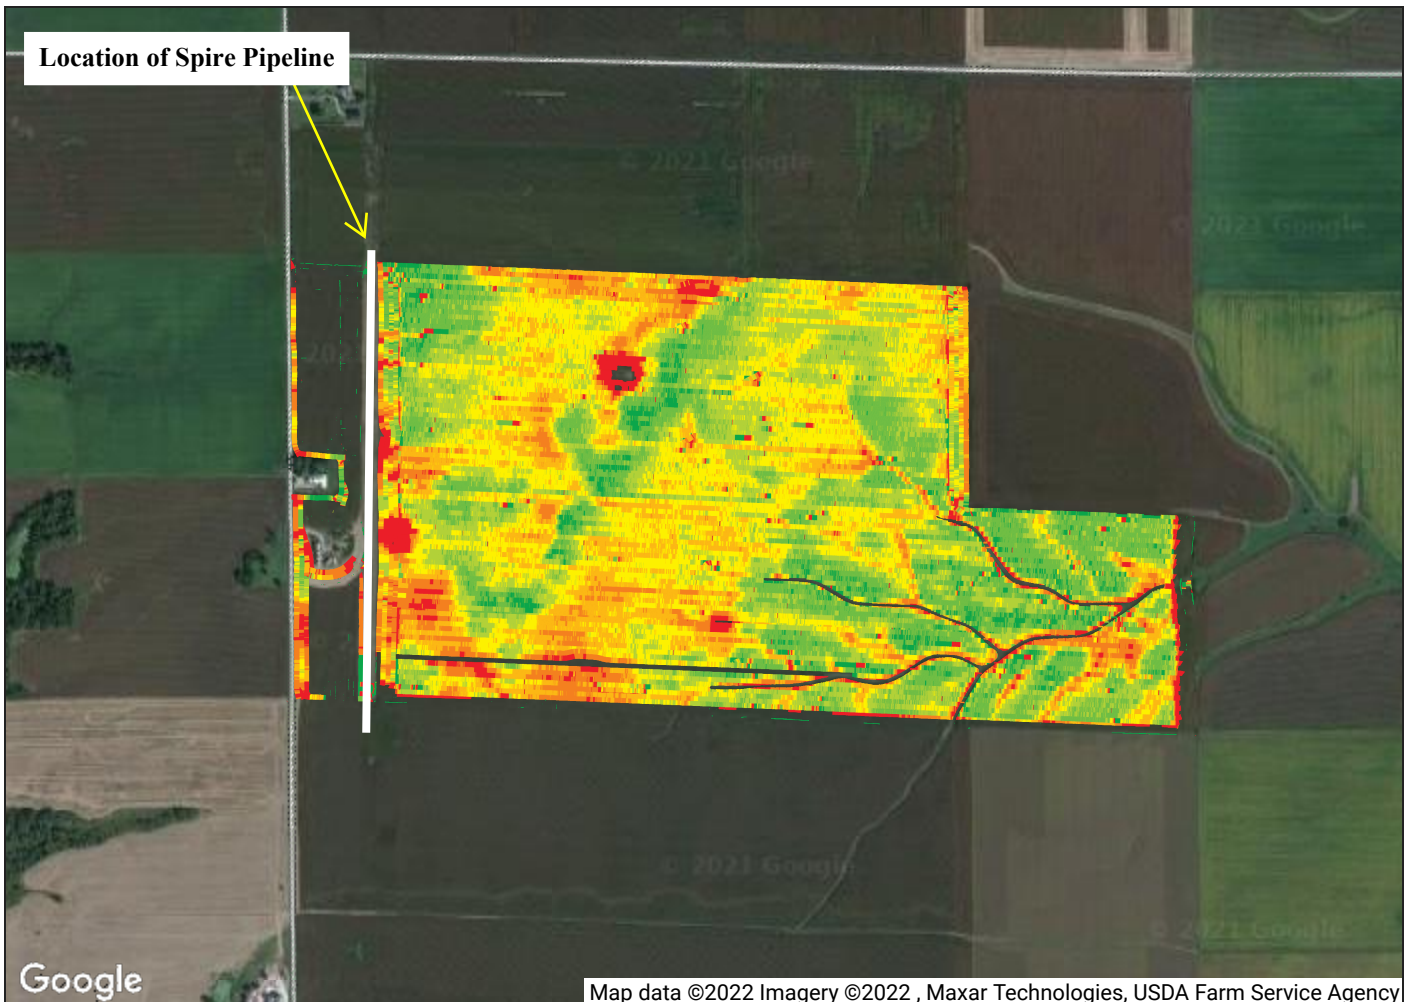 Location of Spire Pipeline
© 2021 Google
© 2021 Google
2021
© 2021 Google
© 2021 Google
Google
Map data ©2022 Imagery ©2022 , Maxar Technologies, USDA Farm Service Agency